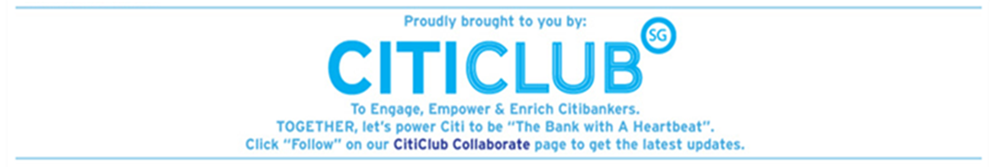 Proudly brought to you by:
CITICLUB SG
To Engage, Empower & Enrich Citibankers.
TOGETHER, let's power Citi to be "The Bank with A Heartbeat".
Click "Follow" on our CitiClub Collaborate page to get the latest updates.